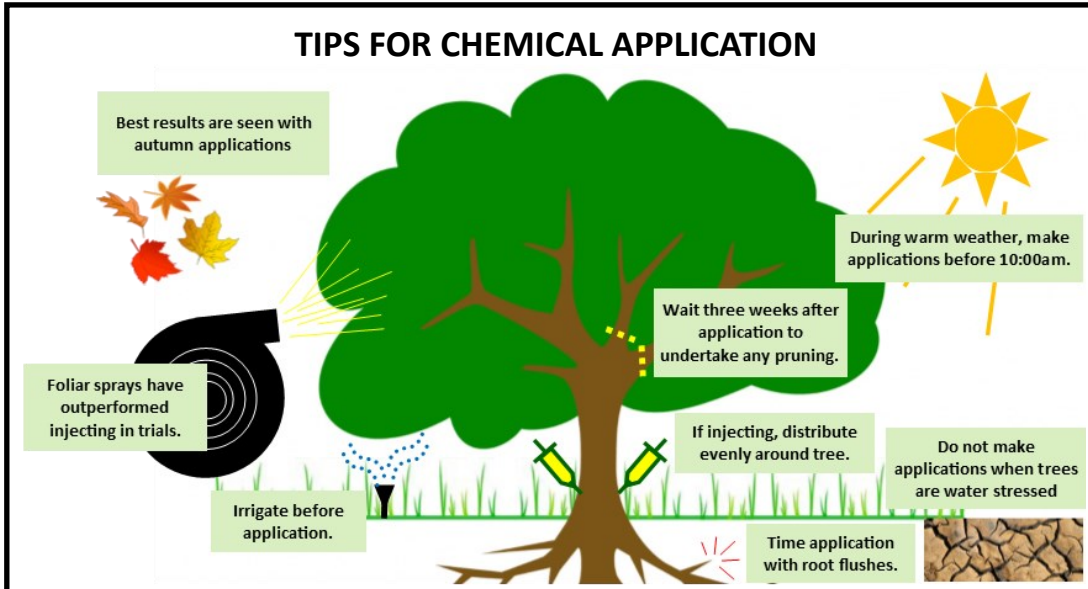 TIPS FOR CHEMICAL APPLICATION
Best results are seen with
autumn applications
During warm weather, make
applications before 10:00am.
Wait three weeks after
application to
undertake any pruning.
Foliar sprays have
outperformed
injecting in trials.
If injecting, distribute
evenly around tree.
Do not make
applications when trees
are water stressed
Irrigate before
application.
Time application
with root flushes.